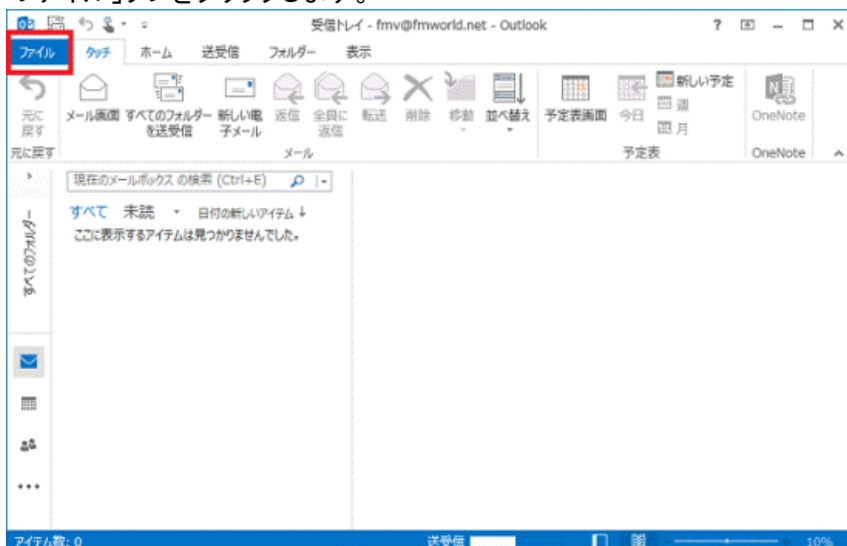 「ファイル」タブをクリックします。
受信トレイ - fmv@fmworld.net - Outlook
ファイル タッチ ホーム 送受信 フォルダー 表示
元に戻す
メール画面
すべてのフォルダーを送受信
新しい電子メール
返信
全員に返信
転送
削除
移動
並べ替え
予定表画面
今日
新しい予定
週
月
OneNote
元に戻す メール 予定表 OneNote
現在のメールボックス の検索 (Ctrl+E)
すべて 未読 日付の新しいアイテム ↓
ここに表示するアイテムは見つかりませんでした。
すべてのフォルダー
アイテム数: 0 送受信 10%